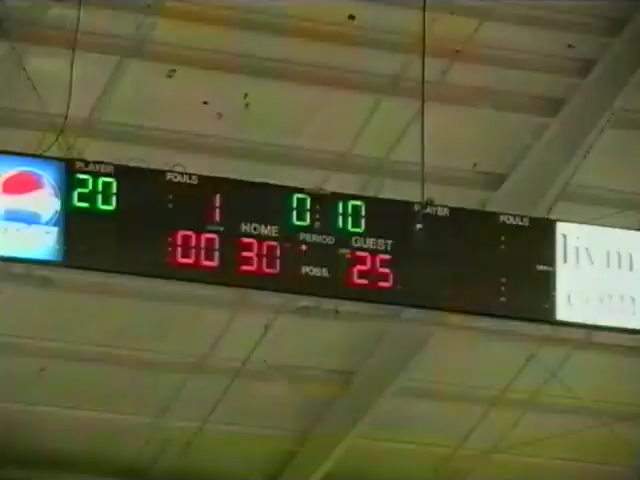 PLAYER FOULS PLAYER FOULS
20 1 0:10
HOME PERIOD GUEST
:00 30 POSS. 25